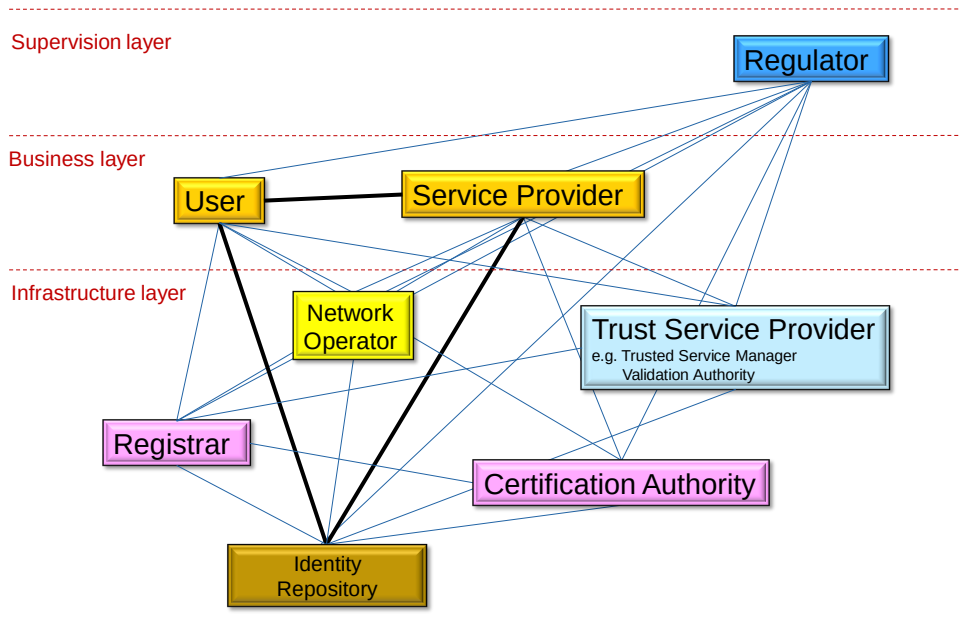 Supervision layer
Regulator
Business layer
User
Service Provider
Infrastructure layer
Network
Operator
Trust Service Provider
e.g. Trusted Service Manager
Validation Authority
Registrar
Certification Authority
Identity
Repository